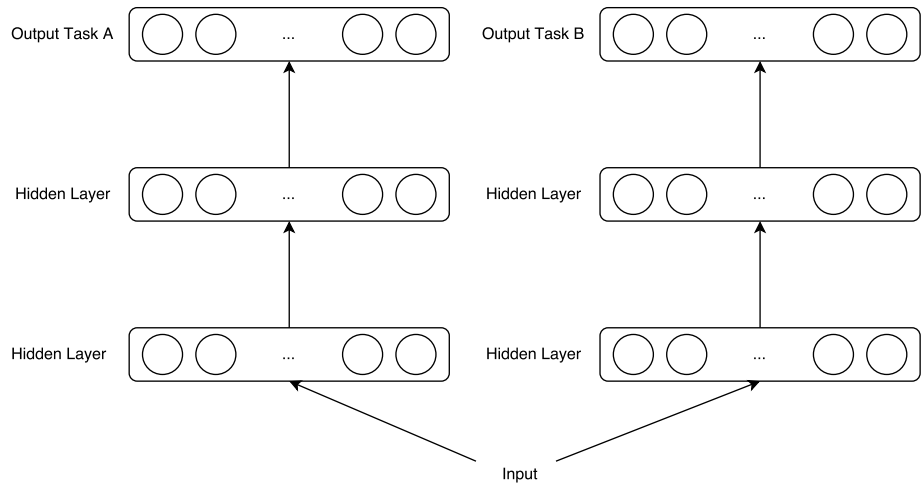 Output Task A
...
Output Task B
...
Hidden Layer
...
Hidden Layer
...
Hidden Layer
...
Hidden Layer
...
Input